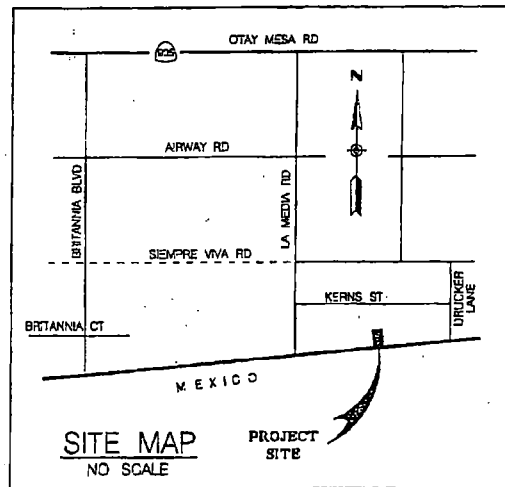 OTAY MESA RD
905
N
AIRWAY RD
BRITANNIA BLVD
LA MEDIA RD
SIEMPRE VIVA RD
KERNS ST
DRUCKER
LANE
BRITANNIA CT
MEXICO
SITE MAP
NO SCALE
PROJECT
SITE